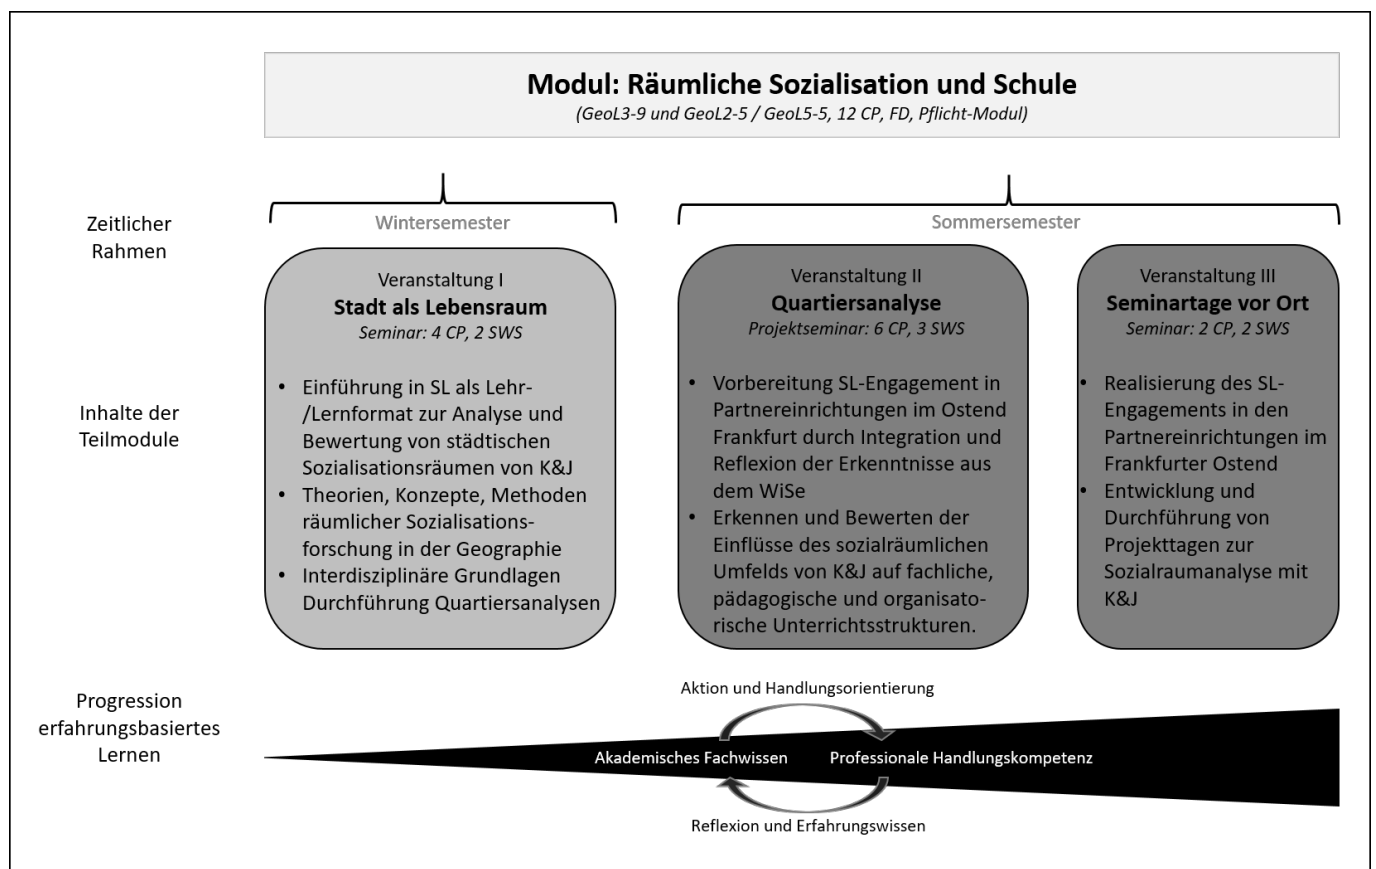 Modul: Räumliche Sozialisation und Schule
(GeoL3-9 und GeoL2-5 / GeoL5-5, 12 CP, FD, Pflicht-Modul)
Zeitlicher
Rahmen
Wintersemester
Sommersemester
Inhalte der
Teilmodule
Veranstaltung I
Stadt als Lebensraum
Seminar: 4 CP, 2 SWS
• Einführung in SL als Lehr-
/Lernformat zur Analyse und
Bewertung von städtischen
Sozialisationsräumen von K&J
• Theorien, Konzepte, Methoden
räumlicher Sozialisations-
forschung in der Geographie
• Interdisziplinäre Grundlagen
Durchführung Quartiersanalysen
Veranstaltung II
Quartiersanalyse
Projektseminar: 6 CP, 3 SWS
• Vorbereitung SL-Engagement in
Partnereinrichtungen im Ostend
Frankfurt durch Integration und
Reflexion der Erkenntnisse aus
dem WiSe
• Erkennen und Bewerten der
Einflüsse des sozialräumlichen
Umfelds von K&J auf fachliche,
pädagogische und organisato-
rische Unterrichtsstrukturen.
Veranstaltung III
Seminartage vor Ort
Seminar: 2 CP, 2 SWS
• Realisierung des SL-
Engagements in den
Partnereinrichtungen im
Frankfurter Ostend
• Entwicklung und
Durchführung von
Projekttagen zur
Sozialraumanalyse mit
K&J
Progression
erfahrungsbasiertes
Lernen
Aktion und Handlungsorientierung
Akademisches Fachwissen
Professionale Handlungskompetenz
Reflexion und Erfahrungswissen